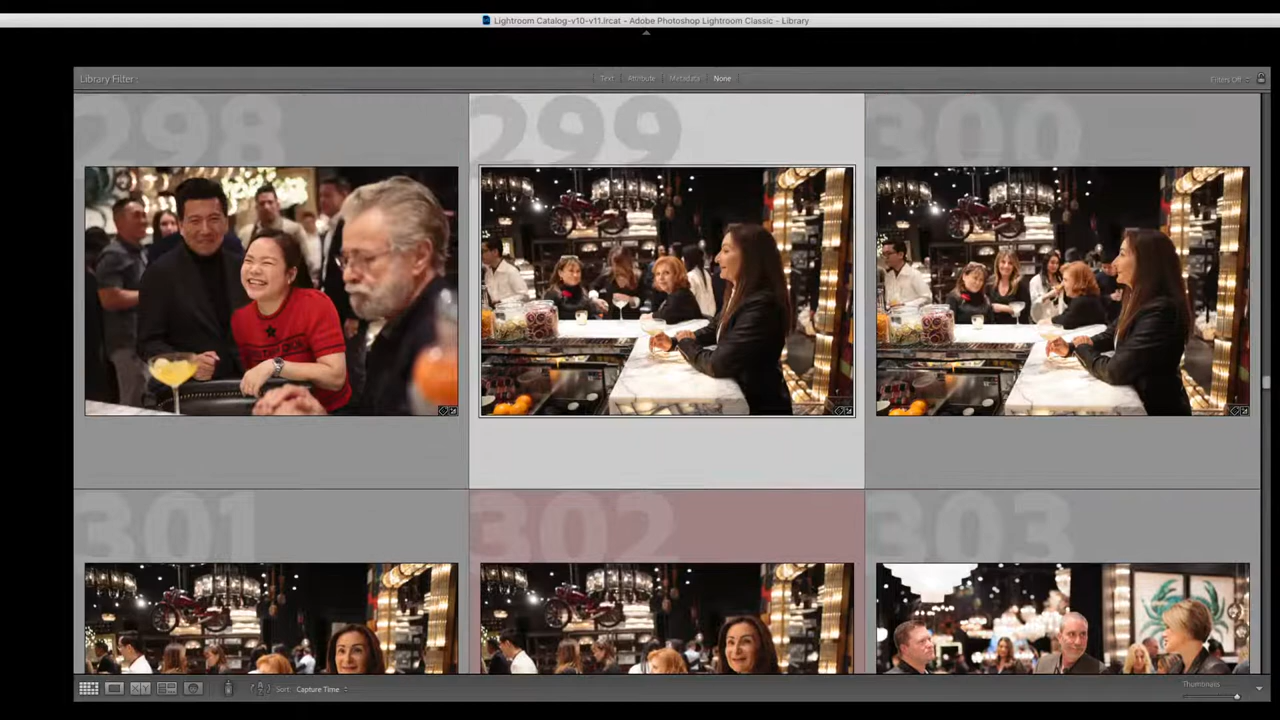 Lightroom Catalog-v10-v11.lrcat - Adobe Photoshop Lightroom Classic - Library
Library Filter : Text Attribute Metadata None Filters Off
298 299 300
301 302 303
Sort: Capture Time Thumbnails